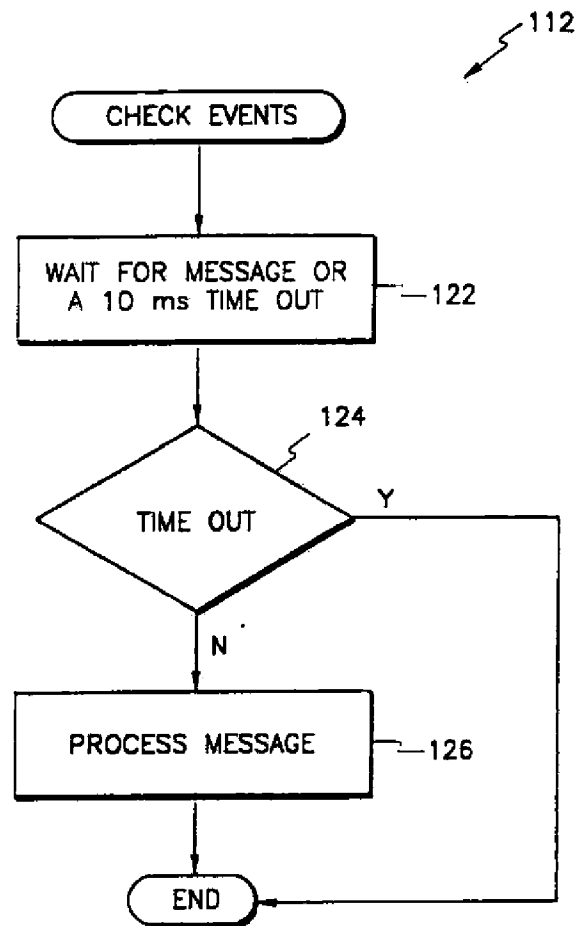 112
CHECK EVENTS
WAIT FOR MESSAGE OR
A 10 ms TIME OUT
122
124
TIME OUT
Y
N
PROCESS MESSAGE
126
END